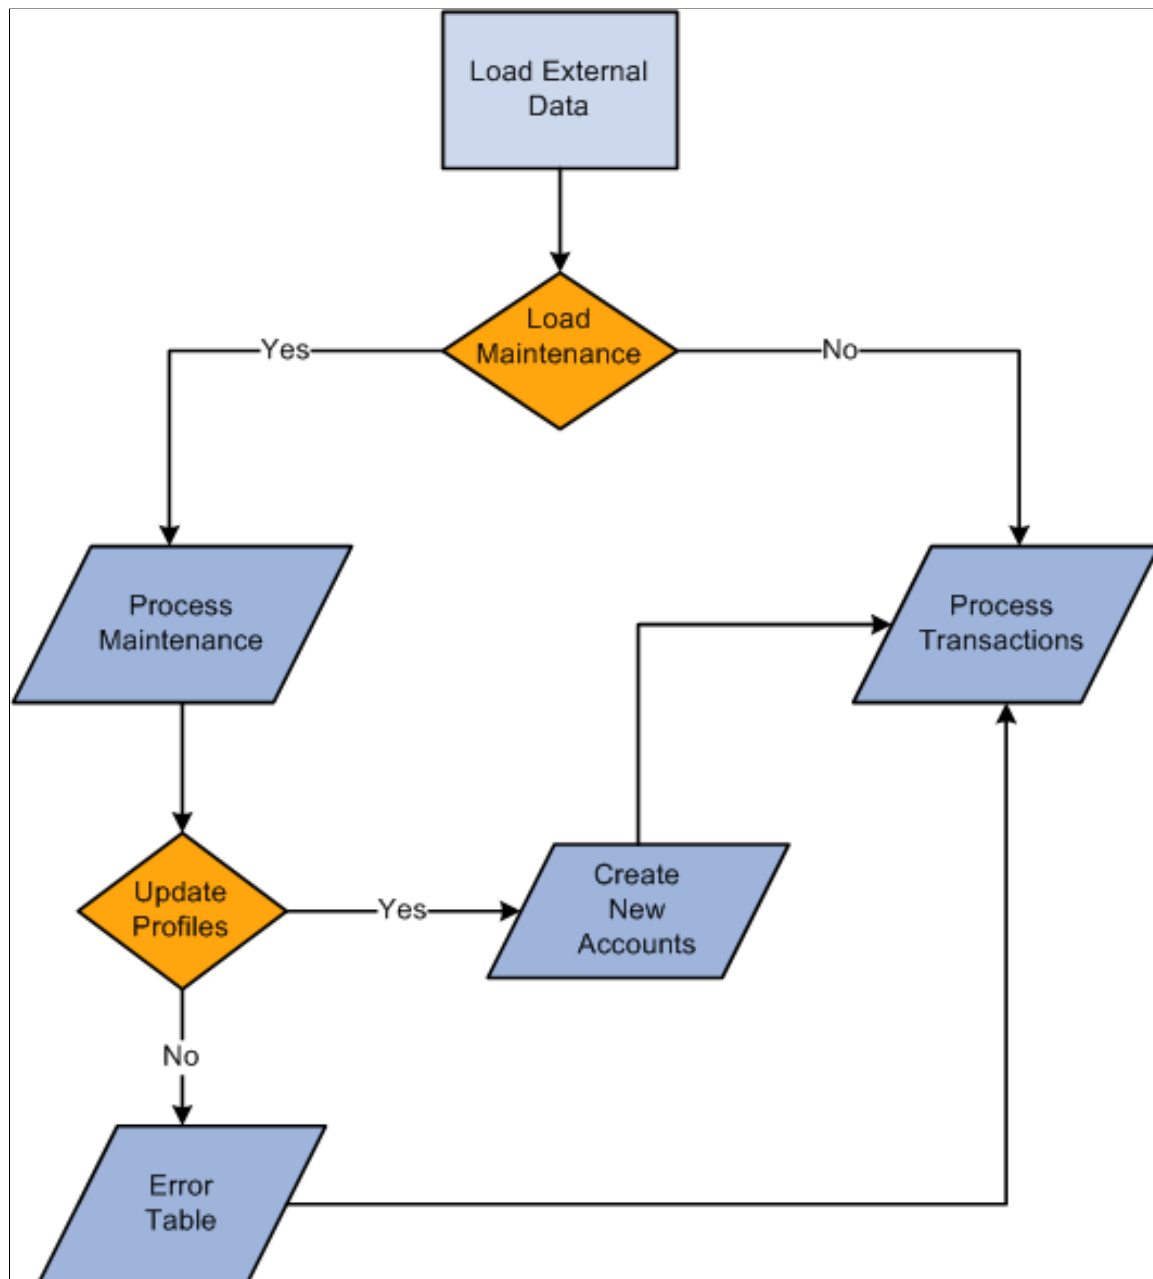 Load External
Data
Load
Maintenance
Yes
No
Process
Maintenance
Process
Transactions
Update
Profiles
Yes
Create
New
Accounts
No
Error
Table